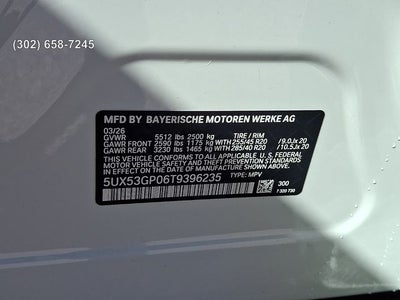 (302) 658-7245
MFD BY BAYERISCHE MOTOREN WERKE AG
03/26
GVWR 5512 lbs 2500 kg TIRE / RIM
GAWR FRONT 2590 lbs 1175 kg with 255/45 R20 /9.0Jx 20
GAWR REAR 3230 lbs 1465 kg with 285/40 R20 /10.5Jx 20
THIS VEHICLE CONFORMS TO ALL APPLICABLE FEDERAL
MOTOR VEHICLE SAFETY AND THEFT PREVENTION STANDARDS
IN EFFECT ON THE DATE OF MANUFACTURE SHOWN ABOVE.
5UX53GP06T9396235
TYPE: MPV
300